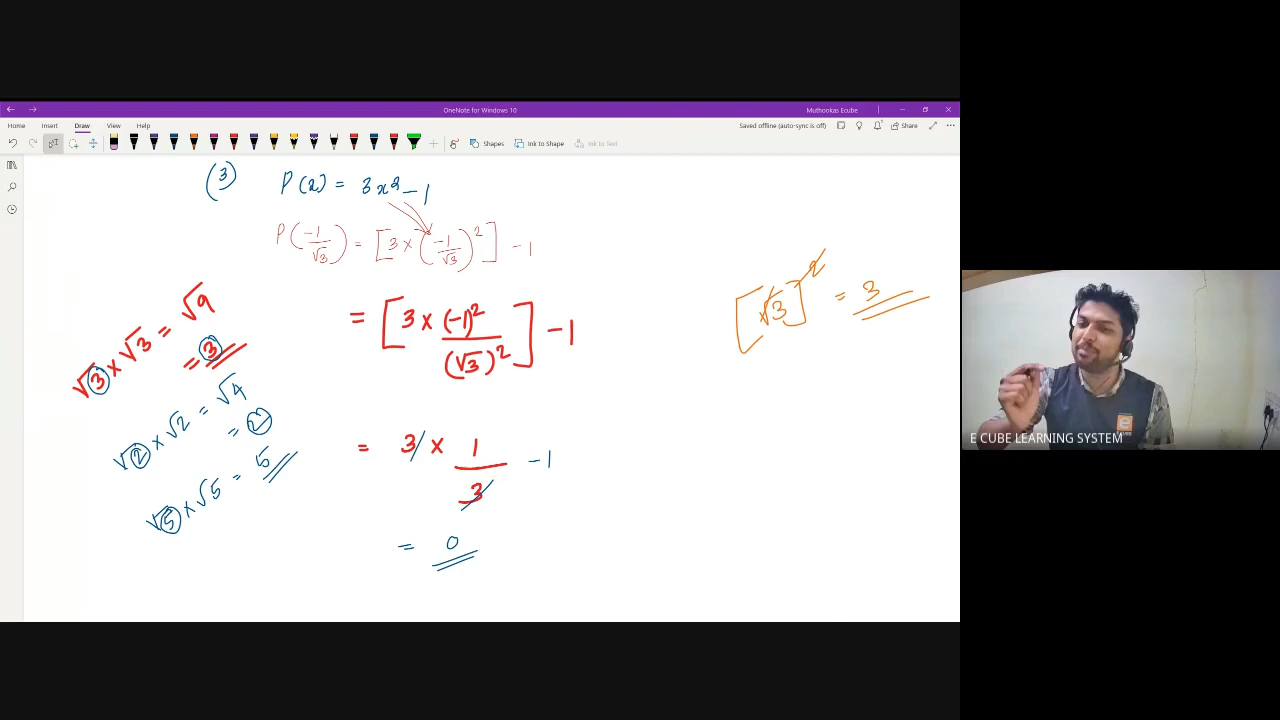 OneNote for Windows 10
Muthookas Ecube
Home Insert Draw View Help
Saved offline (auto-sync is off)
Share
Shapes
Ink to Shape
Ink to Text
(3) P(x) = 3x² - 1
P(-1/√3) = [3 × (-1/√3)²] - 1
= [3 × (-1)²/(√3)²] - 1
= 3 × 1/3 - 1
= 0
√3 × √3 = √9
= 3
√2 × √2 = √4
= 2
√5 × √5 = 5
[√3]² = 3
E CUBE LEARNING SYSTEM